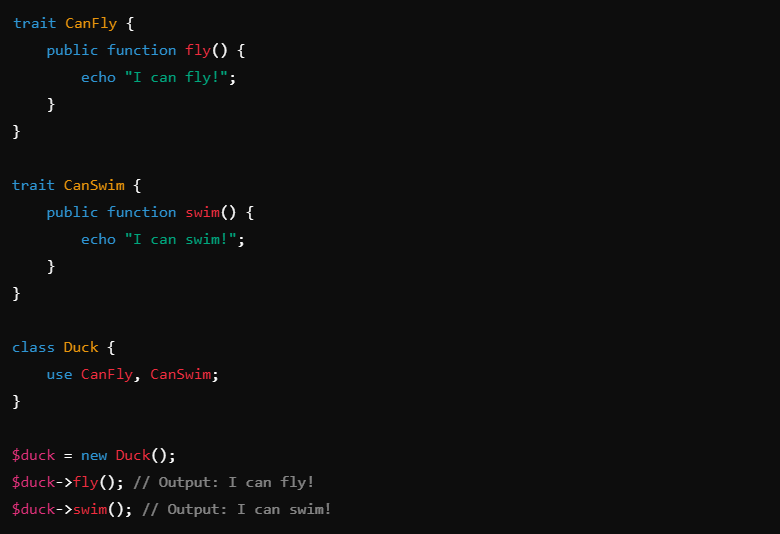 trait CanFly {
    public function fly() {
        echo "I can fly!";
    }
}

trait CanSwim {
    public function swim() {
        echo "I can swim!";
    }
}

class Duck {
    use CanFly, CanSwim;
}

$duck = new Duck();
$duck->fly(); // Output: I can fly!
$duck->swim(); // Output: I can swim!